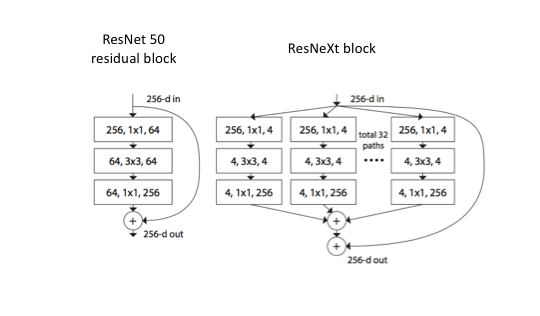 ResNet 50
residual block
ResNeXt block
256-d in
256, 1x1, 64
64, 3x3, 64
64, 1x1, 256
+
256-d out
256-d in
256, 1x1, 4
256, 1x1, 4
total 32
paths
256, 1x1, 4
4, 3x3, 4
4, 3x3, 4
....
4, 3x3, 4
4, 1x1, 256
4, 1x1, 256
4, 1x1, 256
+
+
256-d out